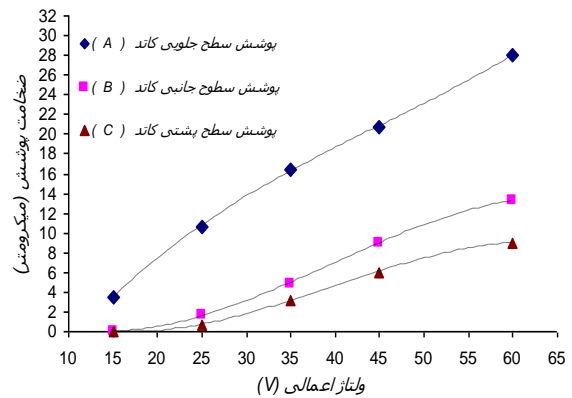 32
30
28
26
24
22
20
18
16
14
12
10
8
6
4
2
0
ضخامت پوشش (میکرومتر)
پوشش سطح جلویی کاتد ( A )
پوشش سطوح جانبی کاتد ( B )
پوشش سطح پشتی کاتد ( C )
10 15 20 25 30 35 40 45 50 55 60 65
ولتاژ اعمالی (V)